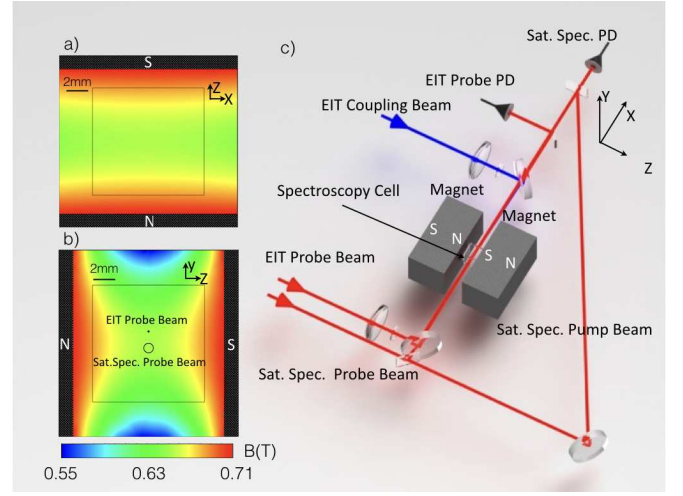 a)
S
2mm
Z
X
N
b)
2mm
y
Z
EIT Probe Beam
N
S
Sat.Spec. Probe Beam
B(T)
0.55
0.63
0.71
c)
Sat. Spec. PD
EIT Probe PD
EIT Coupling Beam
Y
X
Z
Spectroscopy Cell
Magnet
Magnet
S
N
S
N
EIT Probe Beam
Sat. Spec. Pump Beam
Sat. Spec. Probe Beam